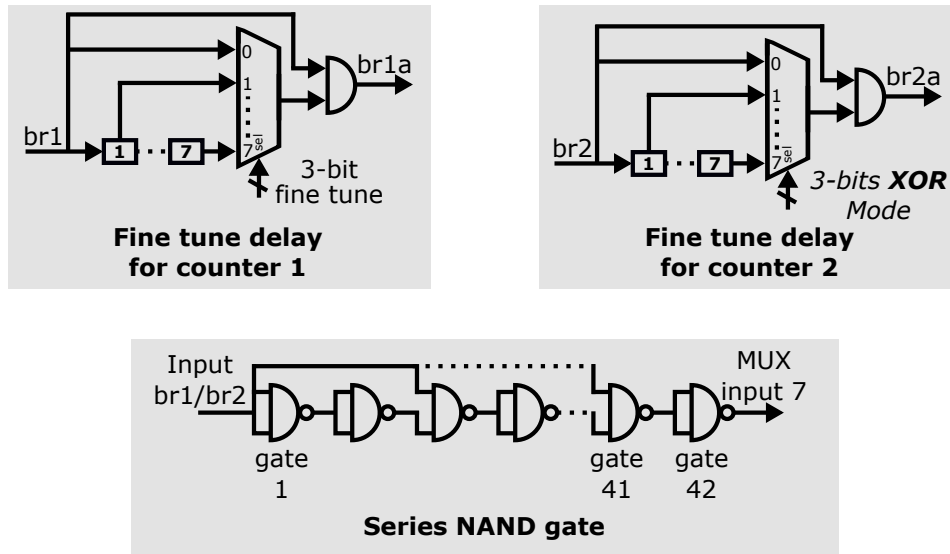 0
1
7
sel
br1
1
7
br1a
3-bit
fine tune
Fine tune delay
for counter 1
0
1
7
sel
br2
1
7
br2a
3-bits XOR
Mode
Fine tune delay
for counter 2
Input
br1/br2
MUX
input 7
gate
1
gate
41
gate
42
Series NAND gate